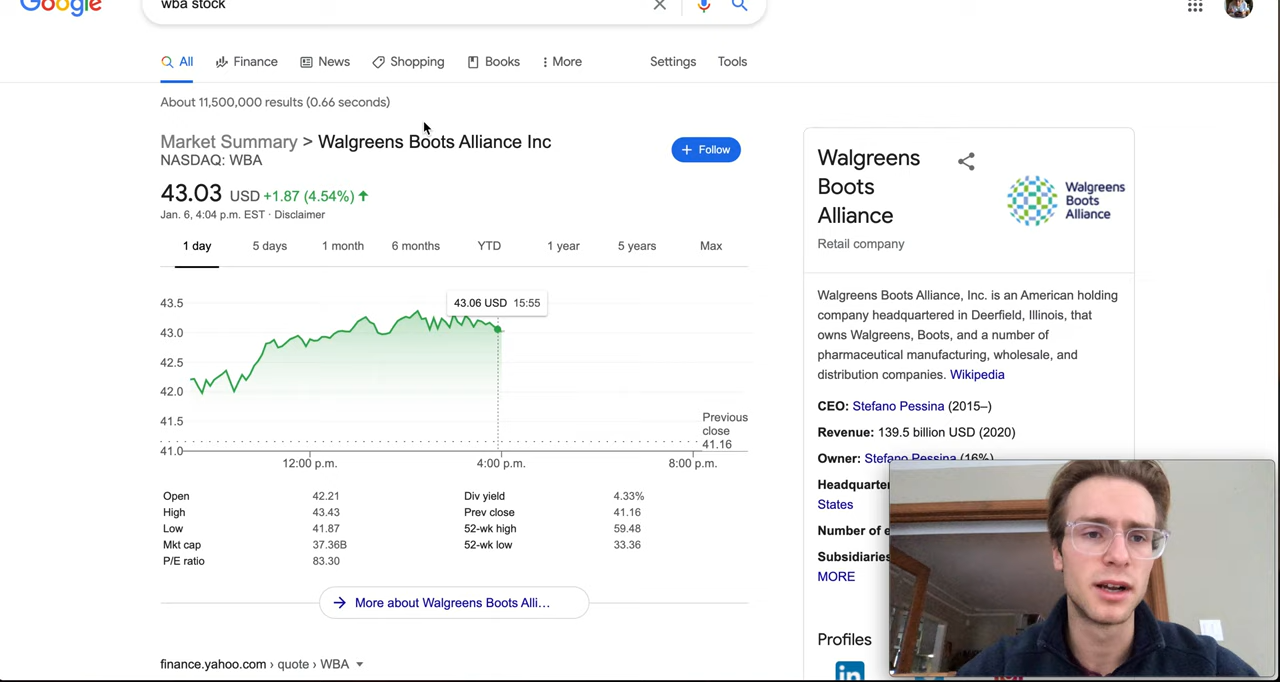 Google
wba stock
All
Finance
News
Shopping
Books
More
Settings
Tools
About 11,500,000 results (0.66 seconds)
Market Summary > Walgreens Boots Alliance Inc
NASDAQ: WBA
+ Follow
43.03 USD +1.87 (4.54%)
Jan. 6, 4:04 p.m. EST · Disclaimer
1 day
5 days
1 month
6 months
YTD
1 year
5 years
Max
43.06 USD 15:55
43.5
43.0
42.5
42.0
41.5
41.0
Previous
close
41.16
12:00 p.m.
4:00 p.m.
8:00 p.m.
Open 42.21
High 43.43
Low 41.87
Mkt cap 37.36B
P/E ratio 83.30
Div yield 4.33%
Prev close 41.16
52-wk high 59.48
52-wk low 33.36
More about Walgreens Boots Alli…
finance.yahoo.com › quote › WBA
Walgreens
Boots
Alliance
Retail company
Walgreens
Boots
Alliance
Walgreens Boots Alliance, Inc. is an American holding
company headquartered in Deerfield, Illinois, that
owns Walgreens, Boots, and a number of
pharmaceutical manufacturing, wholesale, and
distribution companies. Wikipedia
CEO: Stefano Pessina (2015–)
Revenue: 139.5 billion USD (2020)
Owner: Stefano Pessina (16%)
States
Number of
MORE
Profiles
in